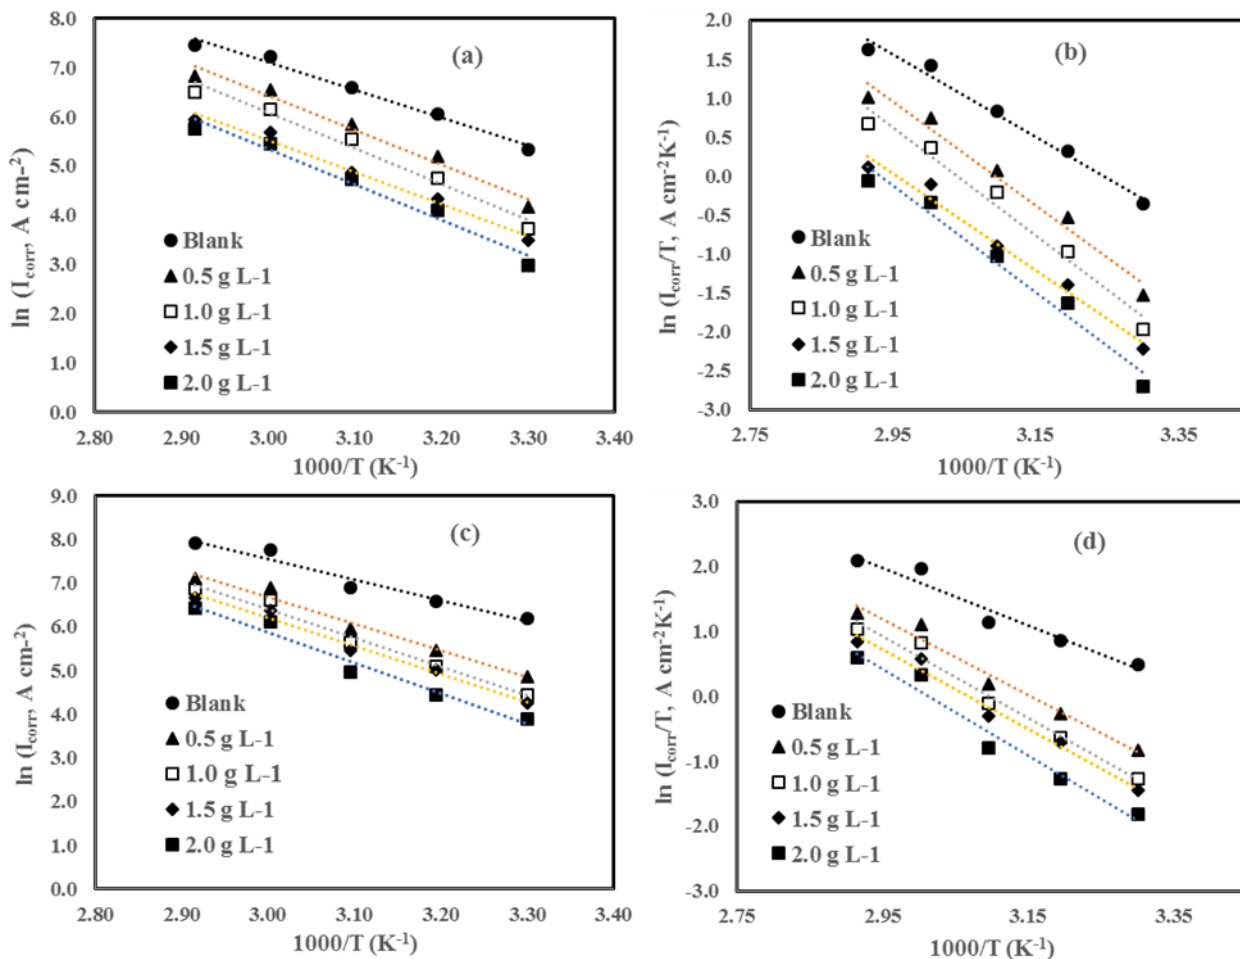 (a)
ln (Icorr, A cm-²)
8.0
7.0
6.0
5.0
4.0
3.0
2.0
1.0
0.0
Blank
0.5 g L-1
1.0 g L-1
1.5 g L-1
2.0 g L-1
2.80 2.90 3.00 3.10 3.20 3.30 3.40
1000/T (K⁻¹)
(b)
ln (Icorr/T, A cm-²K⁻¹)
2.0
1.5
1.0
0.5
0.0
-0.5
-1.0
-1.5
-2.0
-2.5
-3.0
Blank
0.5 g L-1
1.0 g L-1
1.5 g L-1
2.0 g L-1
2.75 2.95 3.15 3.35
1000/T (K⁻¹)
(c)
ln (Icorr, A cm-²)
9.0
8.0
7.0
6.0
5.0
4.0
3.0
2.0
1.0
0.0
Blank
0.5 g L-1
1.0 g L-1
1.5 g L-1
2.0 g L-1
2.80 2.90 3.00 3.10 3.20 3.30 3.40
1000/T (K⁻¹)
(d)
ln (Icorr/T, A cm-²K⁻¹)
3.0
2.0
1.0
0.0
-1.0
-2.0
-3.0
Blank
0.5 g L-1
1.0 g L-1
1.5 g L-1
2.0 g L-1
2.75 2.95 3.15 3.35
1000/T (K⁻¹)